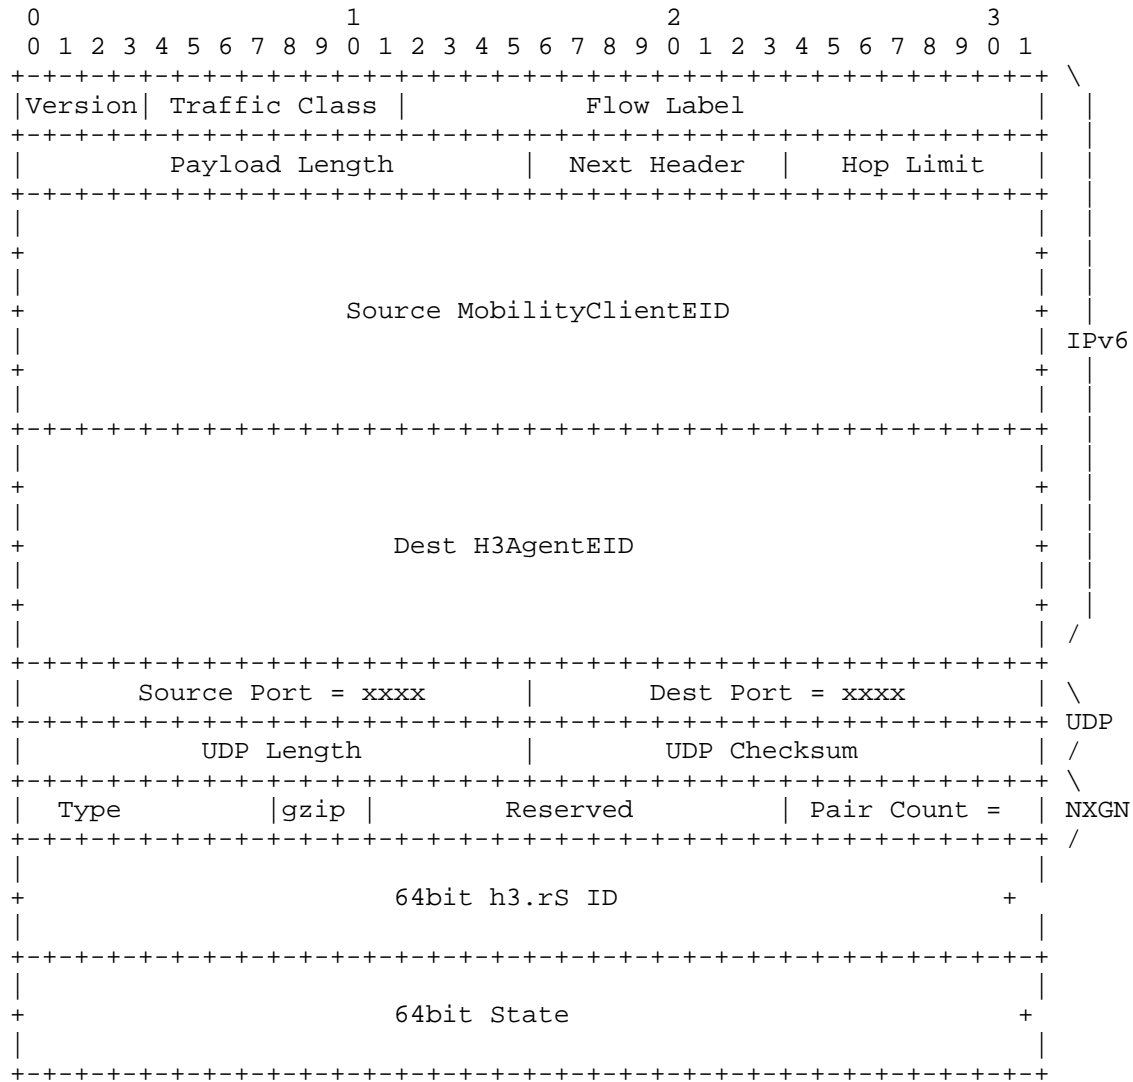 0                   1                   2                   3
 0 1 2 3 4 5 6 7 8 9 0 1 2 3 4 5 6 7 8 9 0 1 2 3 4 5 6 7 8 9 0 1
+-+-+-+-+-+-+-+-+-+-+-+-+-+-+-+-+-+-+-+-+-+-+-+-+-+-+-+-+-+-+-+-+ \
|Version| Traffic Class |           Flow Label                  |  |
+-+-+-+-+-+-+-+-+-+-+-+-+-+-+-+-+-+-+-+-+-+-+-+-+-+-+-+-+-+-+-+-+  |
|         Payload Length        |  Next Header  |   Hop Limit   |  |
+-+-+-+-+-+-+-+-+-+-+-+-+-+-+-+-+-+-+-+-+-+-+-+-+-+-+-+-+-+-+-+-+  |
|                                                               |  |
+                                                               +  |
|                                                               |  |
+                    Source MobilityClientEID                   +  |
|                                                               | IPv6
+                                                               +  |
|                                                               |  |
+-+-+-+-+-+-+-+-+-+-+-+-+-+-+-+-+-+-+-+-+-+-+-+-+-+-+-+-+-+-+-+-+  |
|                                                               |  |
+                                                               +  |
|                                                               |  |
+                       Dest H3AgentEID                         +  |
|                                                               |  |
+                                                               +  |
|                                                               | /
+-+-+-+-+-+-+-+-+-+-+-+-+-+-+-+-+-+-+-+-+-+-+-+-+-+-+-+-+-+-+-+-+
|       Source Port = xxxx      |       Dest Port = xxxx        | \
+-+-+-+-+-+-+-+-+-+-+-+-+-+-+-+-+-+-+-+-+-+-+-+-+-+-+-+-+-+-+-+-+ UDP
|           UDP Length          |        UDP Checksum           | /
+-+-+-+-+-+-+-+-+-+-+-+-+-+-+-+-+-+-+-+-+-+-+-+-+-+-+-+-+-+-+-+-+ \
|  Type         |gzip |        Reserved         | Pair Count =  | NXGN
+-+-+-+-+-+-+-+-+-+-+-+-+-+-+-+-+-+-+-+-+-+-+-+-+-+-+-+-+-+-+-+-+ /
|                                                               |
+                       64bit h3.rS ID                        +
|                                                               |
+-+-+-+-+-+-+-+-+-+-+-+-+-+-+-+-+-+-+-+-+-+-+-+-+-+-+-+-+-+-+-+-+
|                                                               |
+                       64bit State                            +
|                                                               |
+-+-+-+-+-+-+-+-+-+-+-+-+-+-+-+-+-+-+-+-+-+-+-+-+-+-+-+-+-+-+-+-+